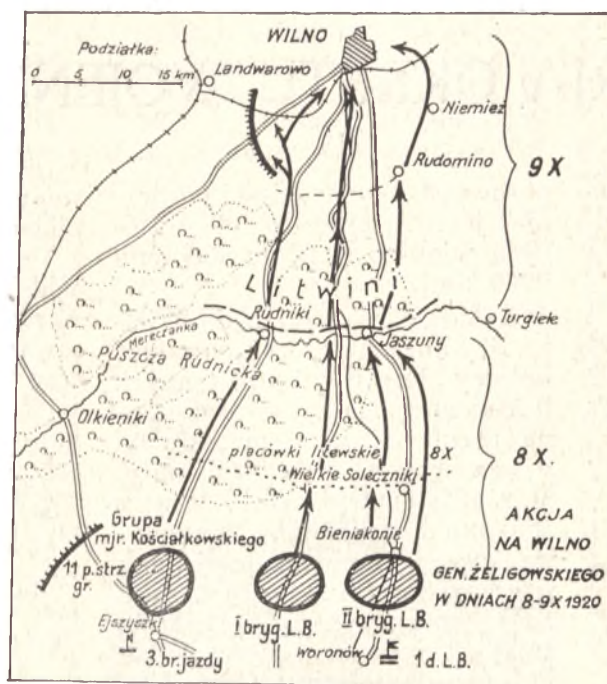 WILNO
Podziałka:
0 5 10 15 km
Landwarowo
Niemież
Rudomino
9 X
Litwini
Rudniki
Mereczanka
Puszcza Rudnicka
Jaszuny
Turgiele
Olkieniki
placówki litewskie
8X
8 X.
Wielkie Soleczniki
Grupa
mjr. Kościałkowskiego
Bieniakonie
AKCJA
NA WILNO
GEN. ŻELIGOWSKIEGO
W DNIACH 8-9 X 1920
11 p. strz.
gr.
Ejszyszki
3. br. jazdy
I bryg. L.B.
II bryg. L.B.
Woronów
1 d. L.B.